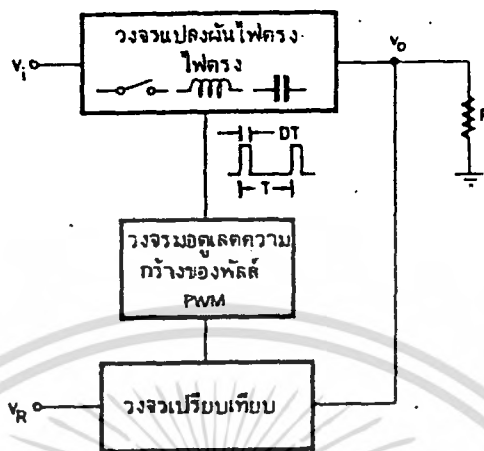 วงจรแปลงผันไฟตรง
ไฟตรง
Vi
Vo
R
DT
T
วงจรมอดูเลตความ
กว้างของพัลส์
PWM
VR
วงจรเปรียบเทียบ